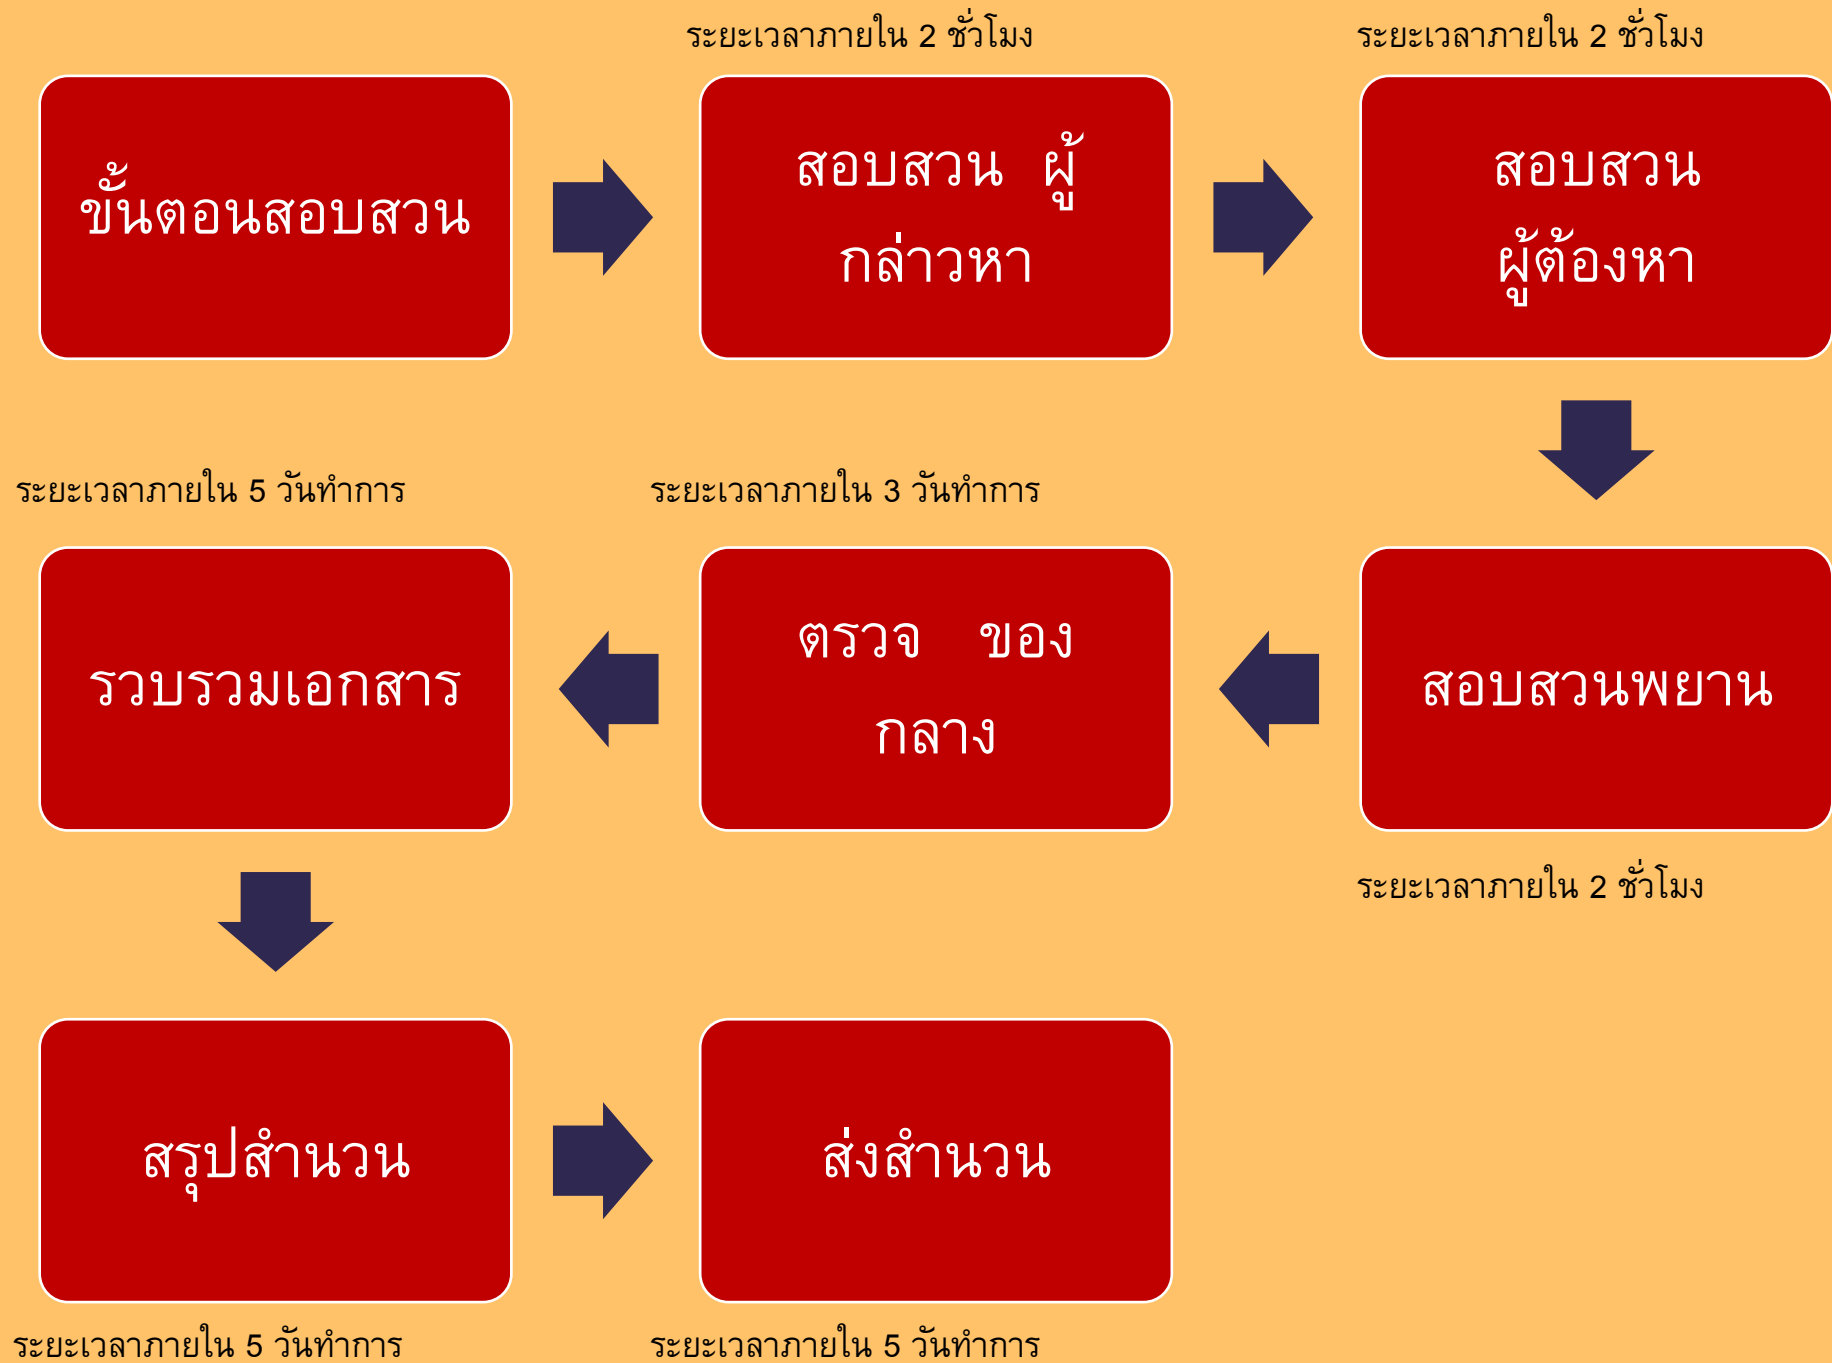 ระยะเวลาภายใน 2 ชั่วโมง
ระยะเวลาภายใน 2 ชั่วโมง
ขั้นตอนสอบสวน
สอบสวน ผู้
กล่าวหา
สอบสวน
ผู้ต้องหา
ระยะเวลาภายใน 5 วันทำการ
ระยะเวลาภายใน 3 วันทำการ
สอบสวนพยาน
ระยะเวลาภายใน 2 ชั่วโมง
ตรวจ ของ
กลาง
รวบรวมเอกสาร
สรุปสำนวน
ส่งสำนวน
ระยะเวลาภายใน 5 วันทำการ
ระยะเวลาภายใน 5 วันทำการ